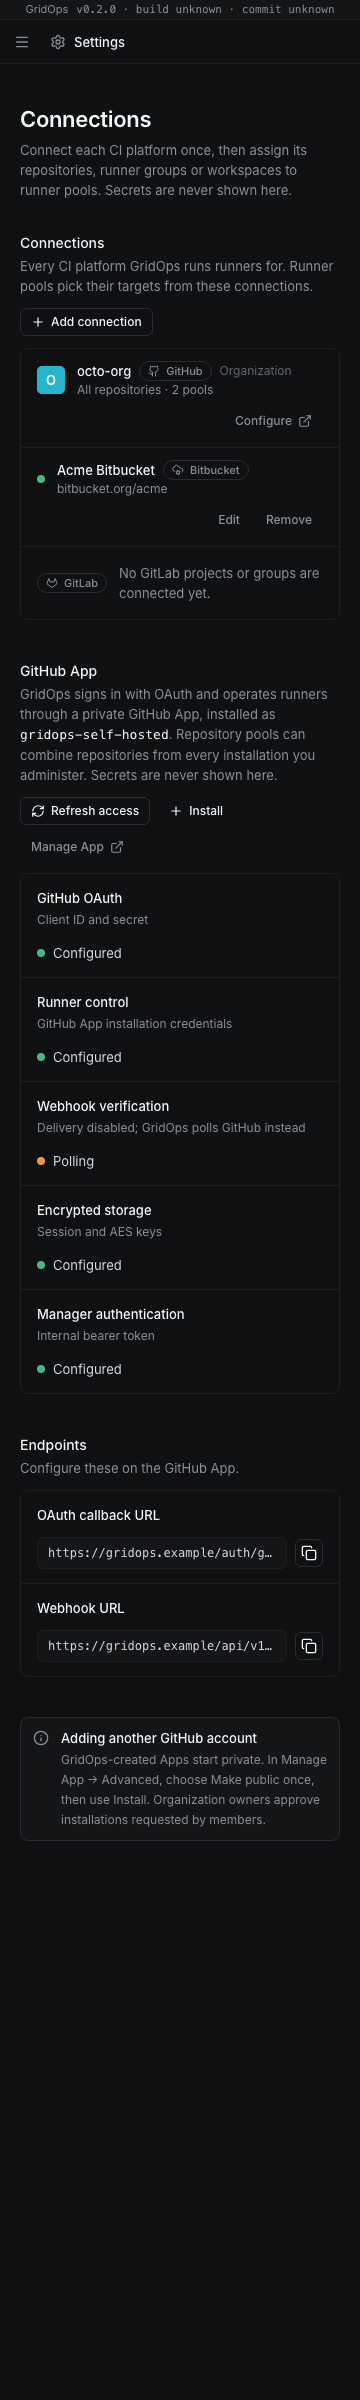 GridOps v0.2.0 · build unknown · commit unknown
Settings
Connections
Connect each CI platform once, then assign its
repositories, runner groups or workspaces to
runner pools. Secrets are never shown here.
Connections
Every CI platform GridOps runs runners for. Runner
pools pick their targets from these connections.
Add connection
O
octo-org GitHub Organization
All repositories · 2 pools
Configure
Acme Bitbucket Bitbucket
bitbucket.org/acme
Edit Remove
GitLab
No GitLab projects or groups are
connected yet.
GitHub App
GridOps signs in with OAuth and operates runners
through a private GitHub App, installed as
gridops-self-hosted. Repository pools can
combine repositories from every installation you
administer. Secrets are never shown here.
Refresh access Install
Manage App
GitHub OAuth
Client ID and secret
Configured
Runner control
GitHub App installation credentials
Configured
Webhook verification
Delivery disabled; GridOps polls GitHub instead
Polling
Encrypted storage
Session and AES keys
Configured
Manager authentication
Internal bearer token
Configured
Endpoints
Configure these on the GitHub App.
OAuth callback URL
https://gridops.example/auth/g…
Webhook URL
https://gridops.example/api/v1…
Adding another GitHub account
GridOps-created Apps start private. In Manage
App → Advanced, choose Make public once,
then use Install. Organization owners approve
installations requested by members.